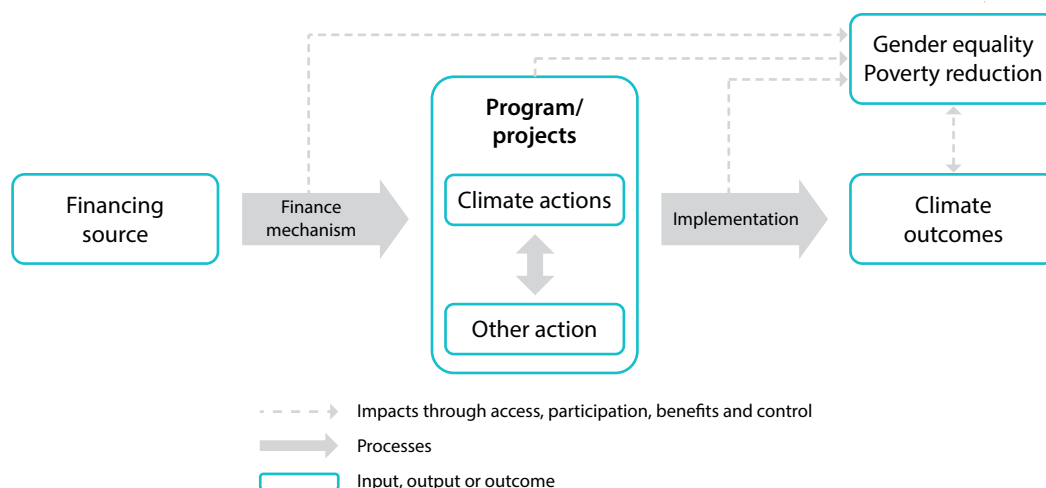 Gender equality
Poverty reduction
Program/
projects
Financing
source
Finance
mechanism
Climate actions
Implementation
Climate
outcomes
Other action
Impacts through access, participation, benefits and control
Processes
Input, output or outcome